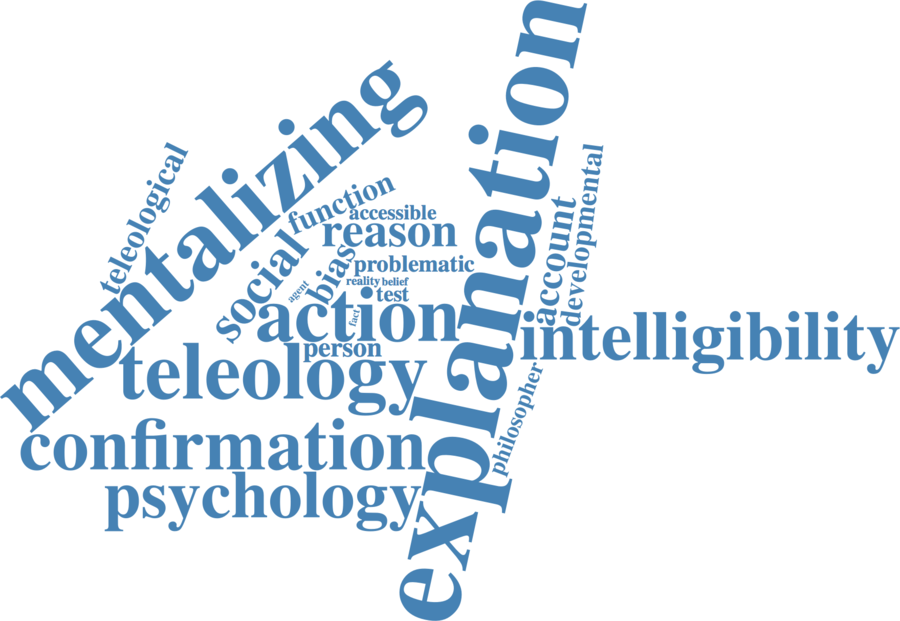 explanation
mentalizing
teleological
function
accessible
reason
social
bias
problematic
reality
belief
agent
test
fact
action
account
developmental
intelligibility
person
teleology
philosopher
confirmation
psychology